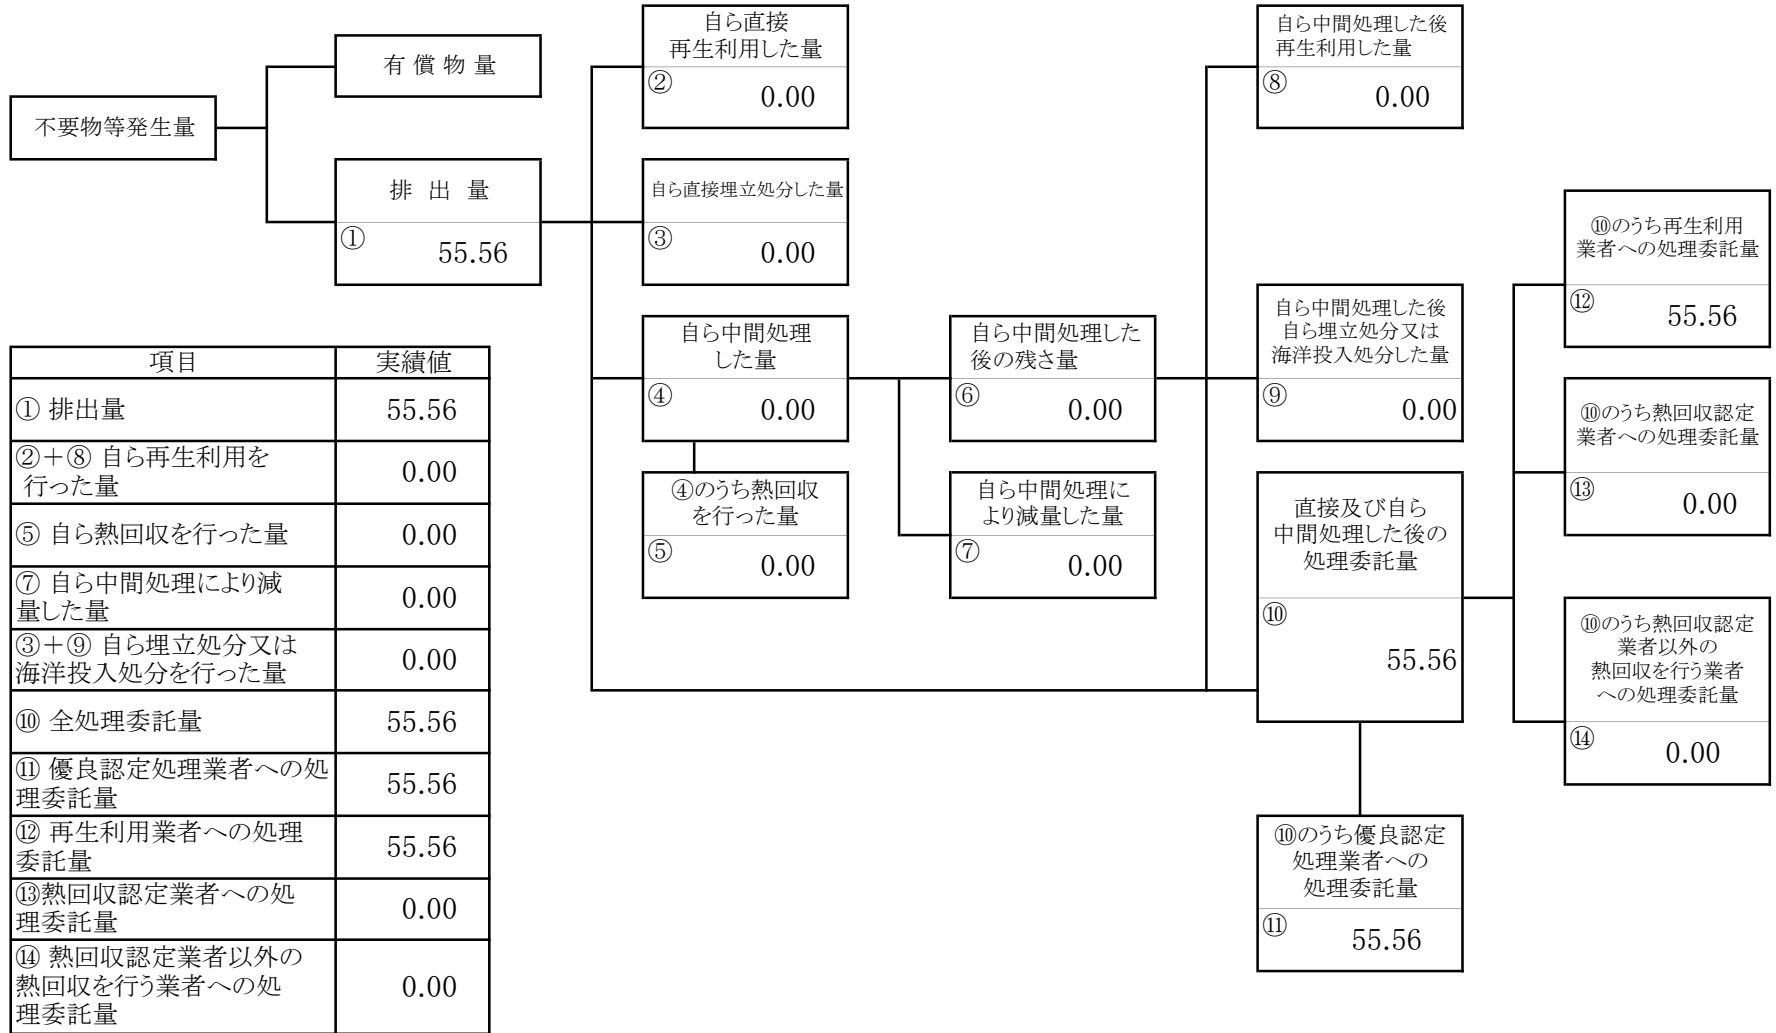 不要物等発生量
有 償 物 量
排 出 量
①
55.56
自ら直接
再生利用した量
②
0.00
自ら直接埋立処分した量
③
0.00
自ら中間処理
した量
④
0.00
④のうち熱回収
を行った量
⑤
0.00
自ら中間処理した
後の残さ量
⑥
0.00
自ら中間処理に
より減量した量
⑦
0.00
自ら中間処理した後
再生利用した量
⑧
0.00
自ら中間処理した後
自ら埋立処分又は
海洋投入処分した量
⑨
0.00
直接及び自ら
中間処理した後の
処理委託量
⑩
55.56
⑩のうち優良認定
処理業者への
処理委託量
⑪
55.56
⑩のうち再生利用
業者への処理委託量
⑫
55.56
⑩のうち熱回収認定
業者への処理委託量
⑬
0.00
⑩のうち熱回収認定
業者以外の
熱回収を行う業者
への処理委託量
⑭
0.00
項目 実績値
① 排出量 55.56
②＋⑧ 自ら再生利用を
行った量 0.00
⑤ 自ら熱回収を行った量 0.00
⑦ 自ら中間処理により減
量した量 0.00
③＋⑨ 自ら埋立処分又は
海洋投入処分を行った量 0.00
⑩ 全処理委託量 55.56
⑪ 優良認定処理業者への処
理委託量 55.56
⑫ 再生利用業者への処理
委託量 55.56
⑬熱回収認定業者への処
理委託量 0.00
⑭ 熱回収認定業者以外の
熱回収を行う業者への処
理委託量 0.00